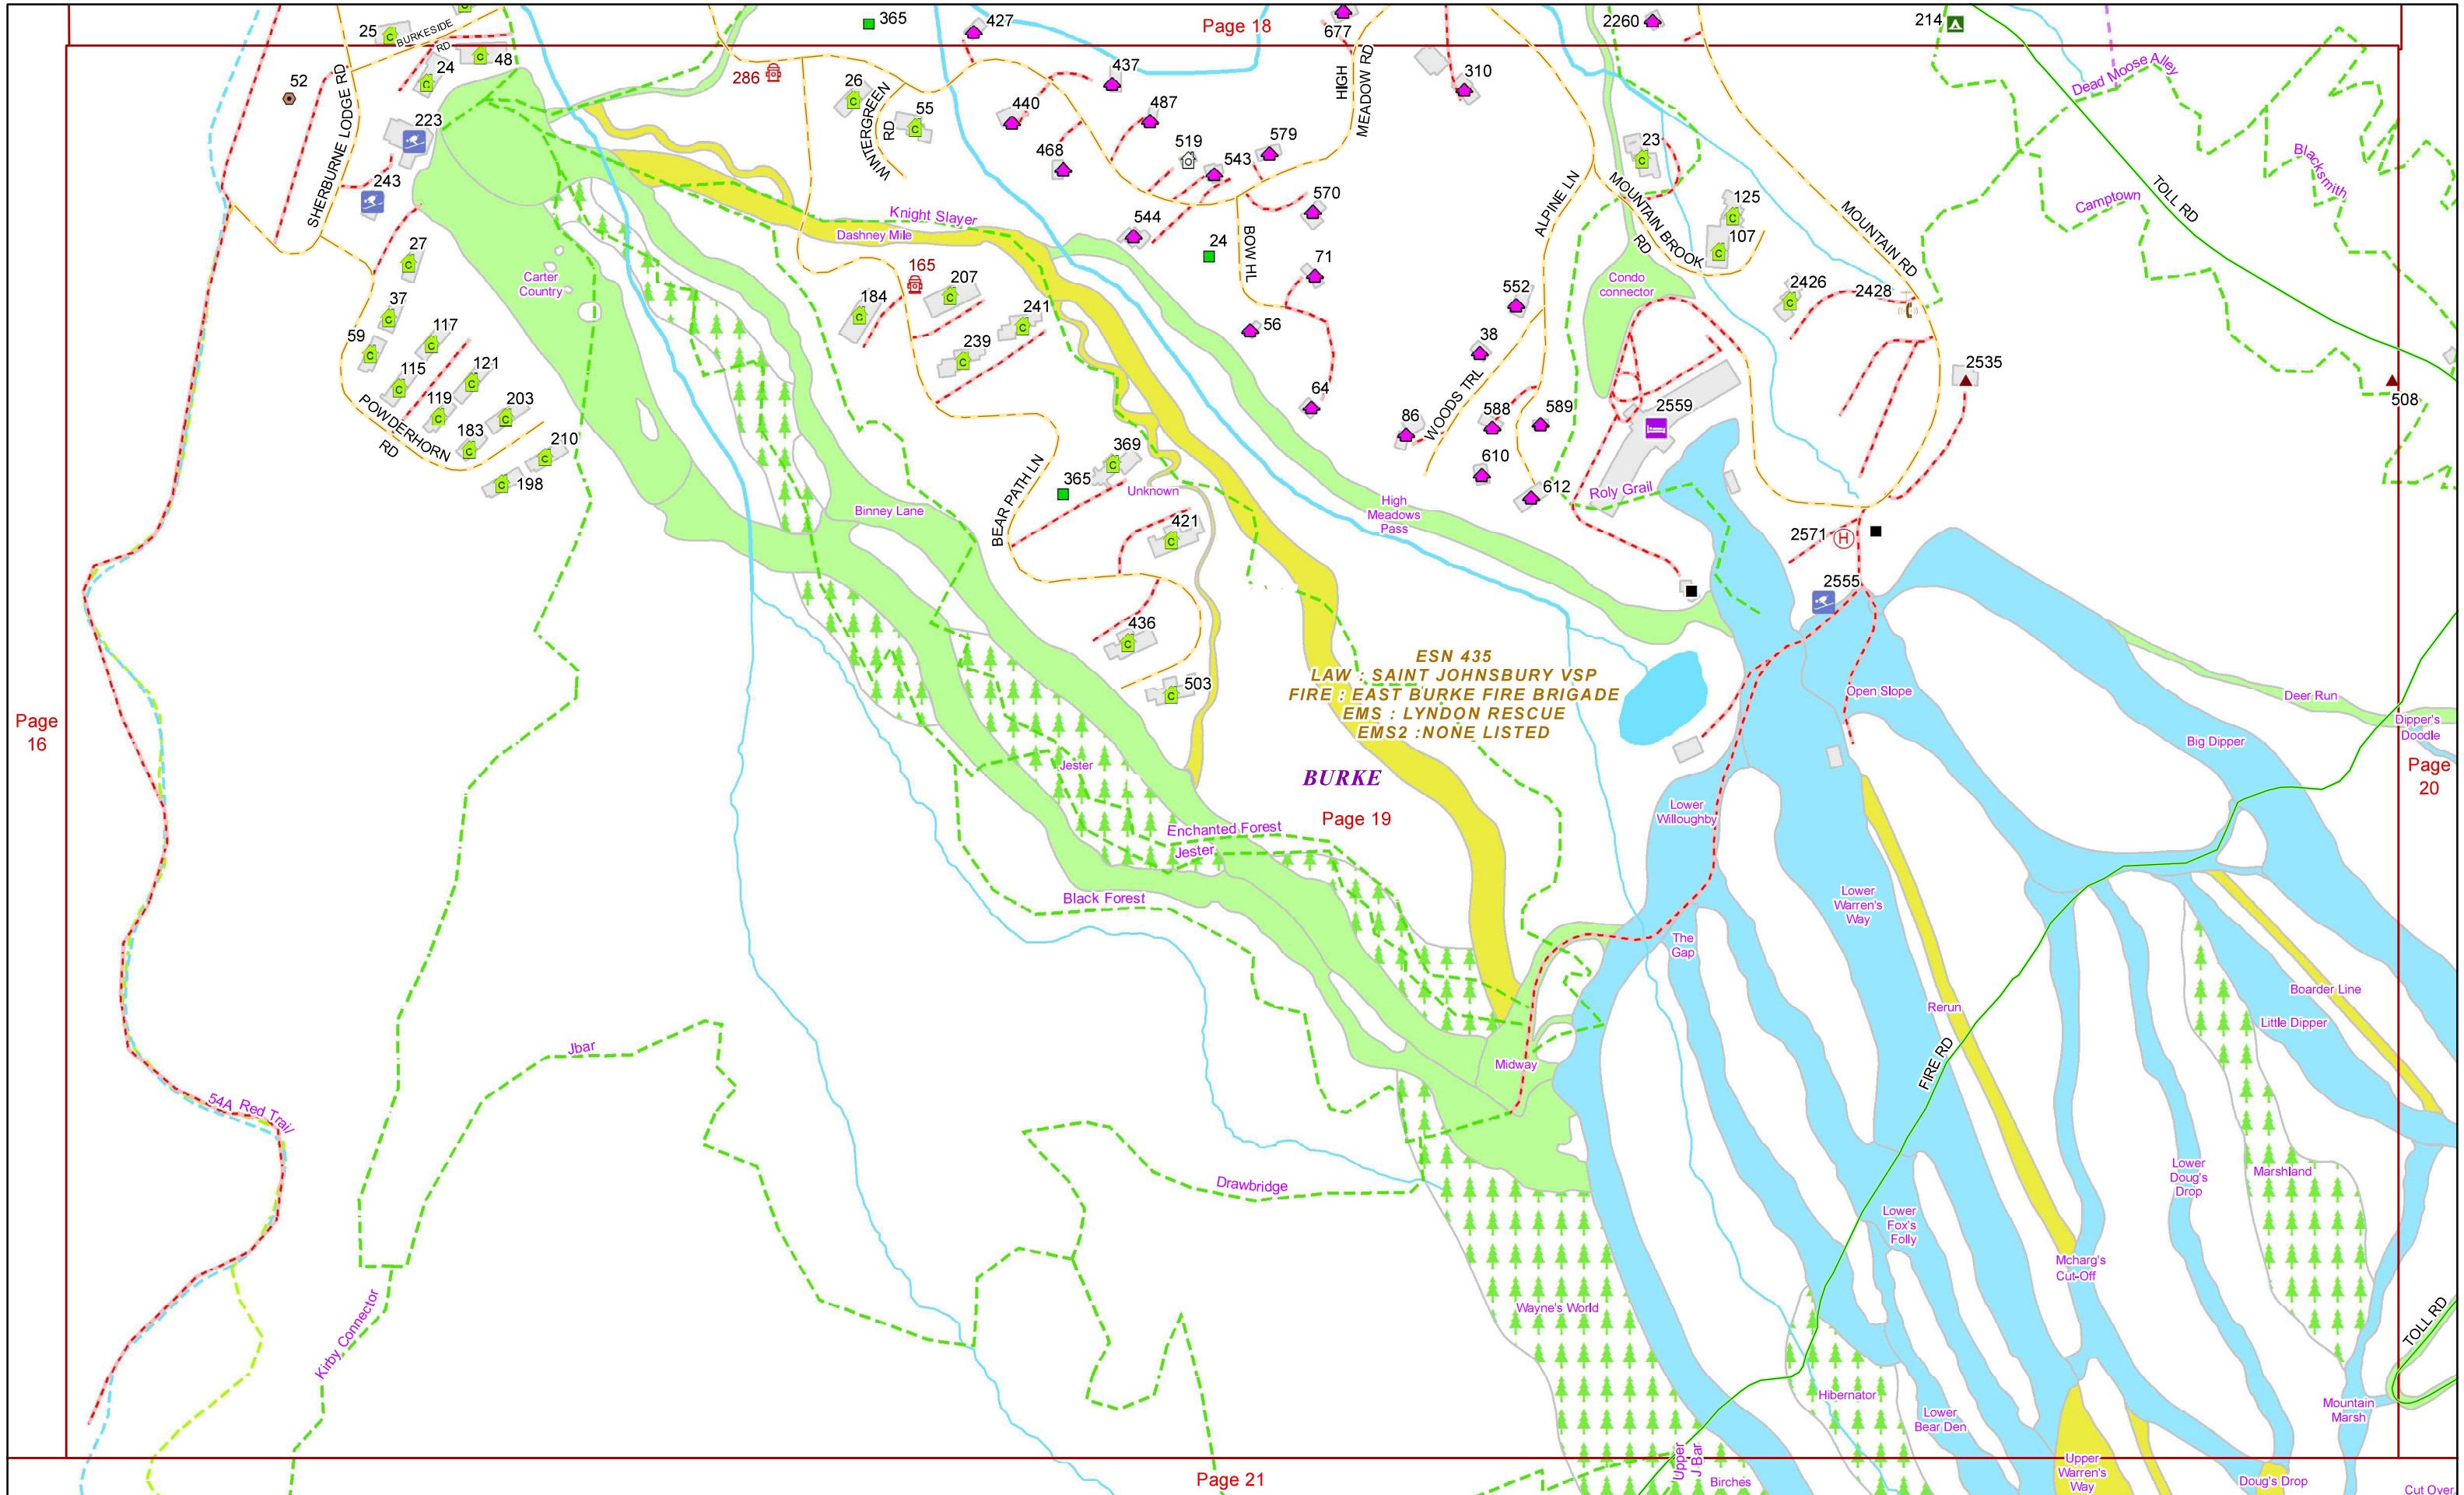 Page 18
25
BURKESIDE
RD
48
24
52
SHERBURNE LODGE RD
223
243
365
427
286
26
WINTERGREEN
RD
55
440
437
487
468
519
543
579
544
570
24
BOW HL
71
56
64
677
HIGH
MEADOW RD
310
2260
214
Dead Moose Alley
Blacksmith
TOLL RD
Camptown
ALPINE LN
23
MOUNTAIN BROOK
RD
125
107
MOUNTAIN RD
Knight Slayer
Dashney Mile
27
37
59
117
115
121
119
203
183
210
198
POWDERHORN
RD
Carter
Country
165
207
184
241
239
Condo
connector
2426
2428
552
38
WOODS TRL
86
588
589
610
612
2559
2535
508
Roly Grail
BEAR PATH LN
369
365
Unknown
421
Binney Lane
High
Meadows
Pass
2571
H
2555
436
503
ESN 435
LAW : SAINT JOHNSBURY VSP
FIRE : EAST BURKE FIRE BRIGADE
EMS : LYNDON RESCUE
EMS2 :NONE LISTED
BURKE
Page 19
Page
16
Open Slope
Deer Run
Dipper's
Doodle
Big Dipper
Page
20
Jester
Enchanted Forest
Jester
Black Forest
Lower
Willoughby
Lower
Warren's
Way
The
Gap
Boarder Line
Little Dipper
Rerun
FIRE RD
Midway
Jbar
54A Red Trail
Drawbridge
Lower
Doug's
Drop
Marshland
Lower
Fox's
Folly
Mcharg's
Cut-Off
Wayne's World
Kirby Connector
TOLL RD
Hibernator
Lower
Bear Den
Mountain
Marsh
Upper
J Bar
Birches
Upper
Warren's
Way
Doug's Drop
Cut Over
Page 21